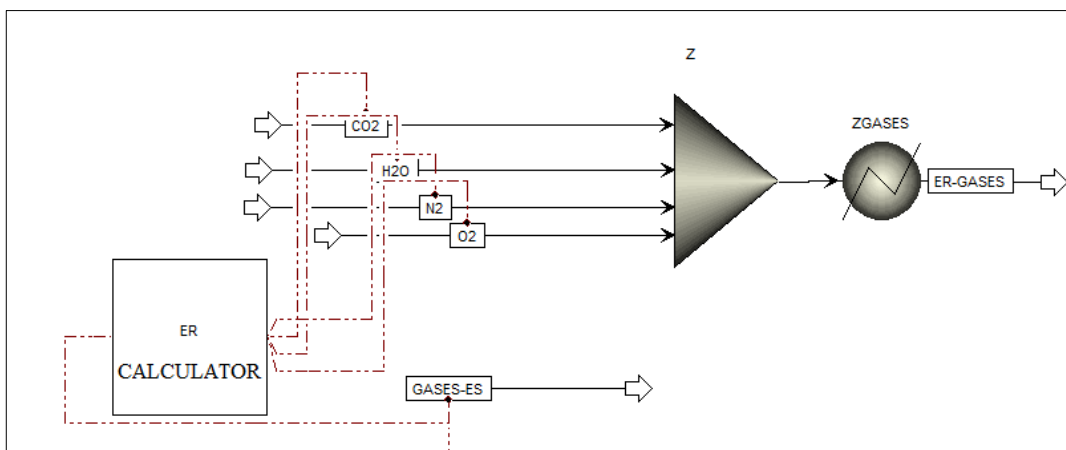 Z
ZGASES
CO2
H2O
ER-GASES
N2
O2
ER
CALCULATOR
GASES-ES